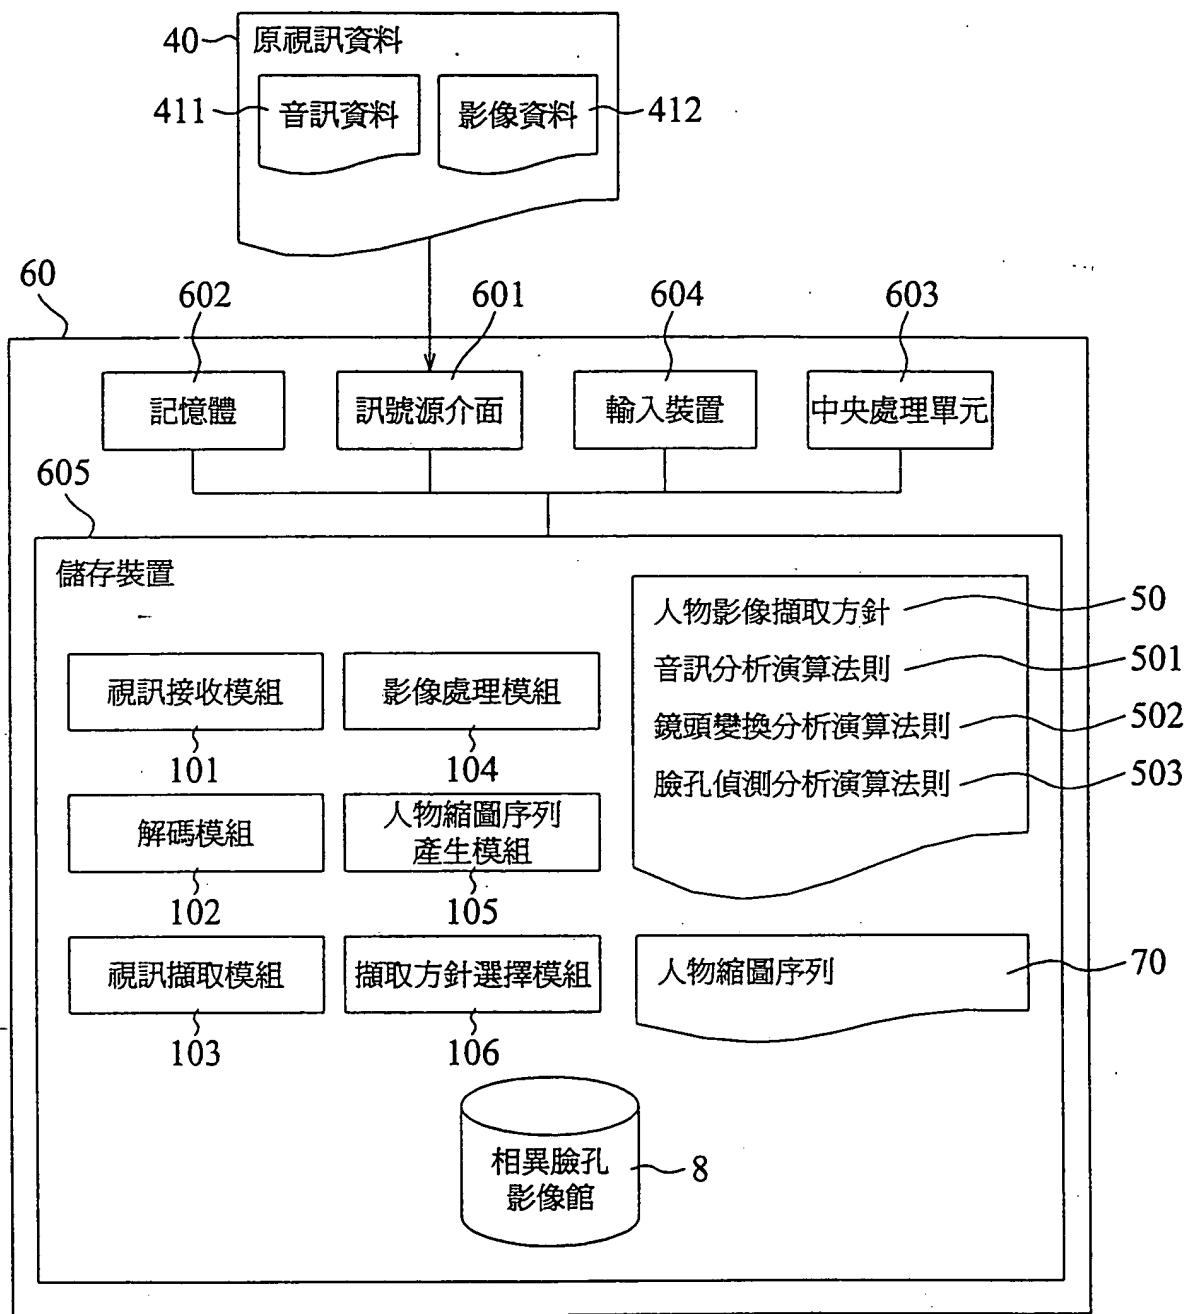 40
原視訊資料
411
音訊資料
影像資料
412
60
602
601
604
603
記憶體
訊號源介面
輸入裝置
中央處理單元
605
儲存裝置
人物影像擷取方針
50
音訊分析演算法則
501
鏡頭變換分析演算法則
502
臉孔偵測分析演算法則
503
視訊接收模組
影像處理模組
101
104
解碼模組
人物縮圖序列
產生模組
102
105
視訊擷取模組
擷取方針選擇模組
103
106
人物縮圖序列
70
相異臉孔
影像館
8